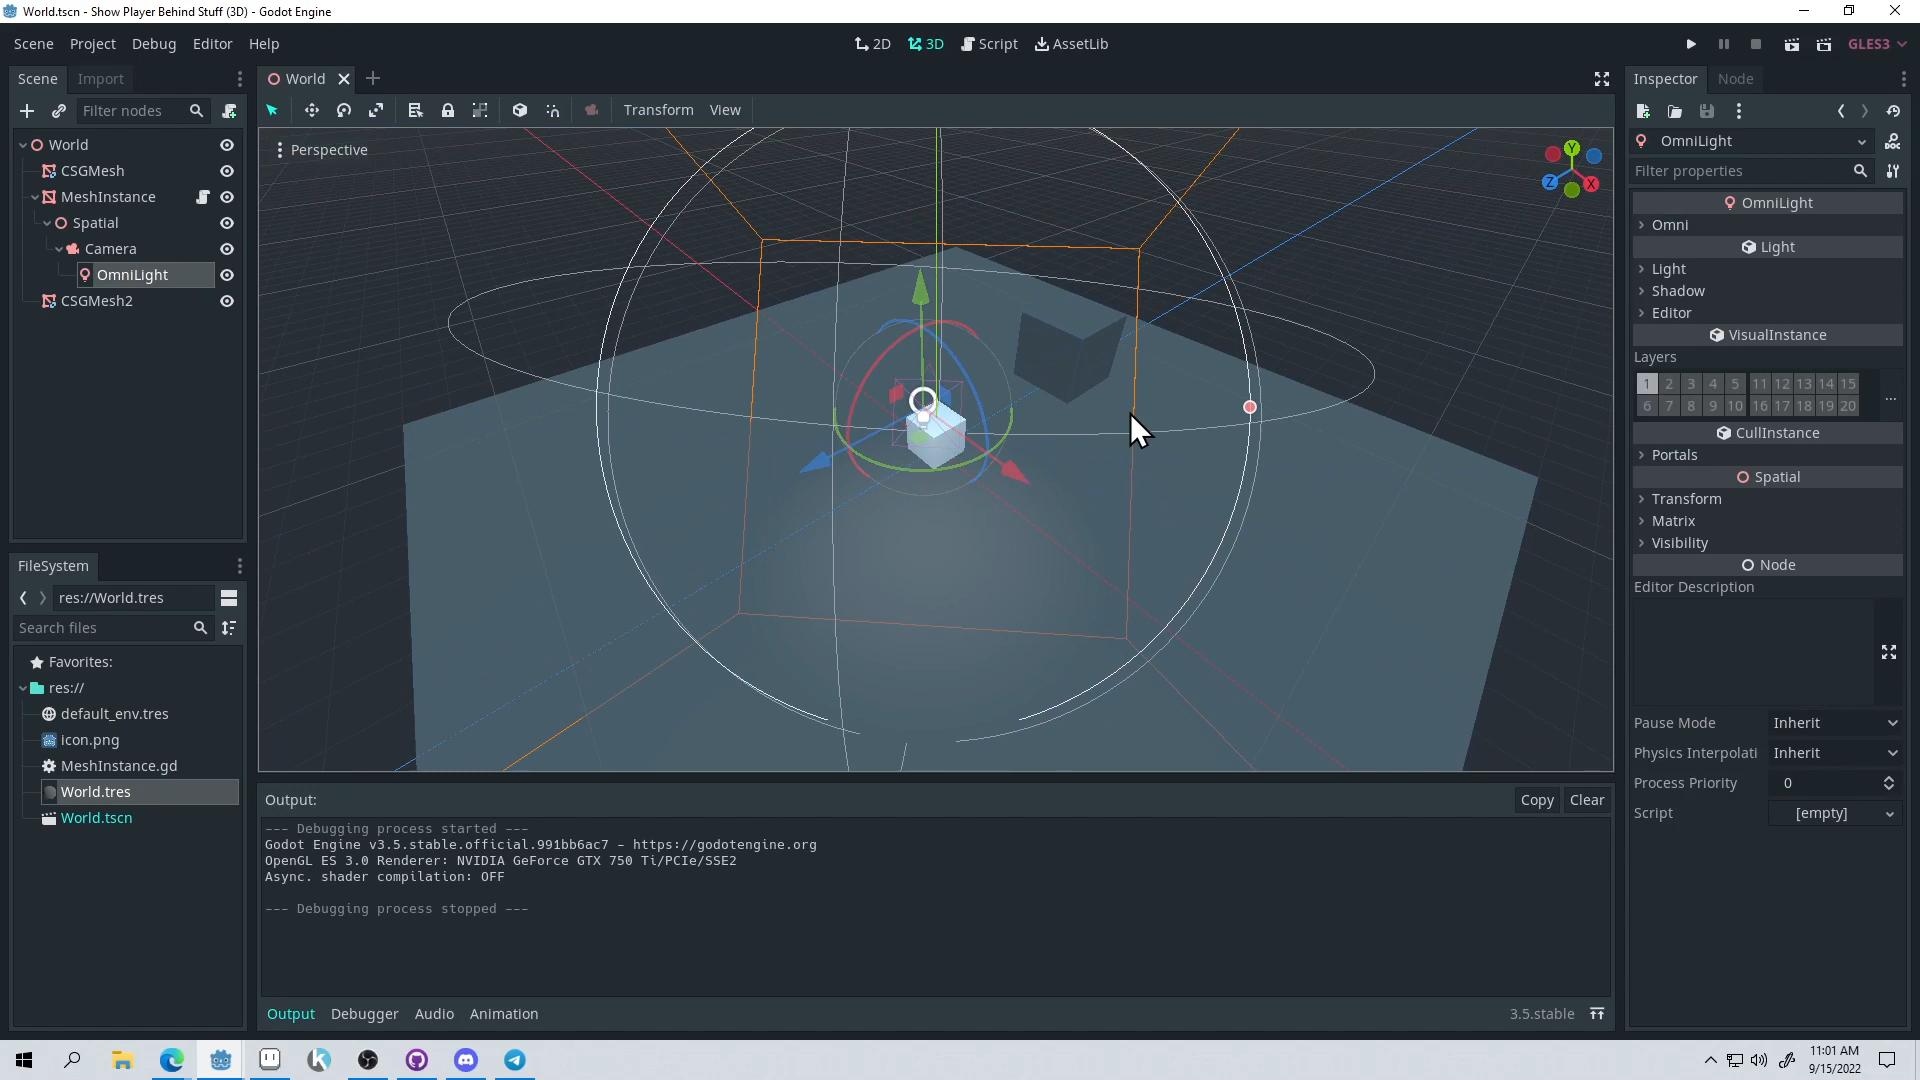 World.tscn - Show Player Behind Stuff (3D) - Godot Engine
Scene Project Debug Editor Help
2D 3D Script AssetLib
GLES3
Scene Import
Filter nodes
World
CSGMesh
MeshInstance
Spatial
Camera
OmniLight
CSGMesh2
FileSystem
res://World.tres
Search files
Favorites:
res://
default_env.tres
icon.png
MeshInstance.gd
World.tres
World.tscn
World
Transform View
Perspective
Y
Z
X
Output:
Copy Clear
--- Debugging process started ---
Godot Engine v3.5.stable.official.991bb6ac7 - https://godotengine.org
OpenGL ES 3.0 Renderer: NVIDIA GeForce GTX 750 Ti/PCIe/SSE2
Async. shader compilation: OFF
--- Debugging process stopped ---
Output Debugger Audio Animation
3.5.stable
Inspector Node
OmniLight
Filter properties
OmniLight
Omni
Light
Light
Shadow
Editor
VisualInstance
Layers
1 2 3 4 5 11 12 13 14 15
6 7 8 9 10 16 17 18 19 20
...
CullInstance
Portals
Spatial
Transform
Matrix
Visibility
Node
Editor Description
Pause Mode Inherit
Physics Interpolati Inherit
Process Priority 0
Script [empty]
11:01 AM
9/15/2022